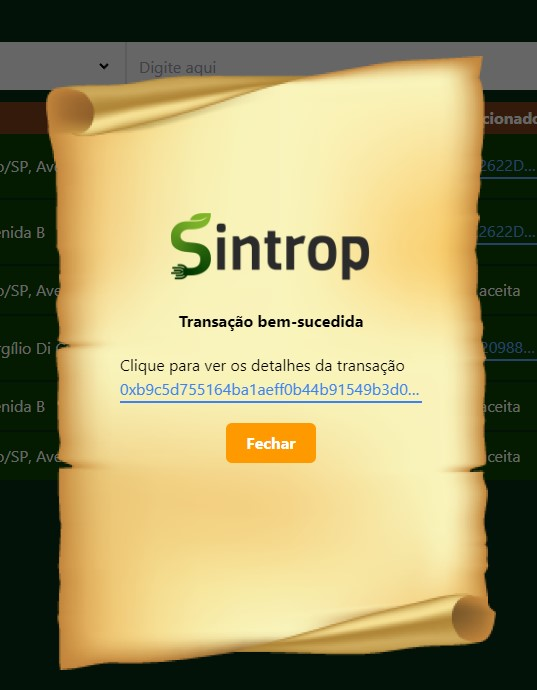 Digite aqui
cionado
o/SP, Ave
2622D...
enida B
2622D...
o/SP, Ave
aceita
rgílio Di
20988...
enida B
aceita
o/SP, Ave
aceita
Sintrop
Transação bem-sucedida
Clique para ver os detalhes da transação
0xb9c5d755164ba1aeff0b44b91549b3d0...
Fechar